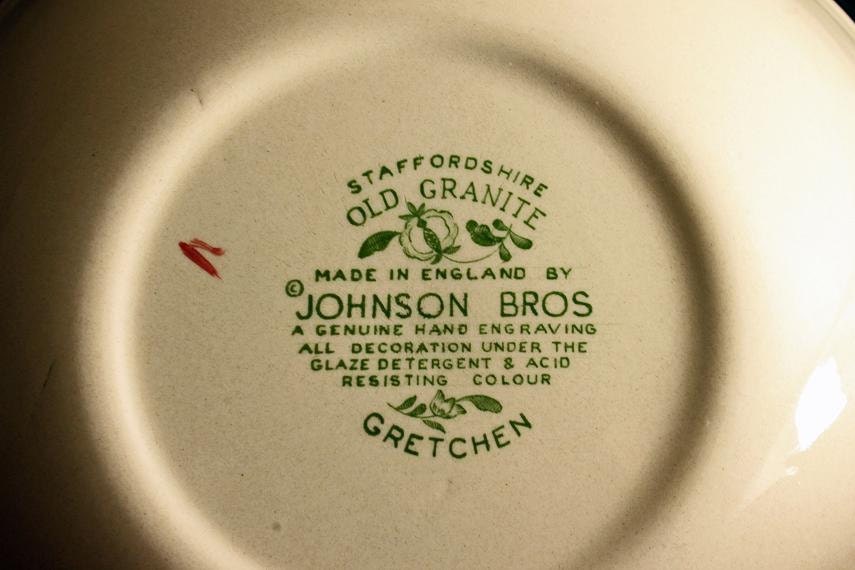 STAFFORDSHIRE
OLD GRANITE
MADE IN ENGLAND BY
© JOHNSON BROS
A GENUINE HAND ENGRAVING
ALL DECORATION UNDER THE
GLAZE DETERGENT & ACID
RESISTING COLOUR
GRETCHEN